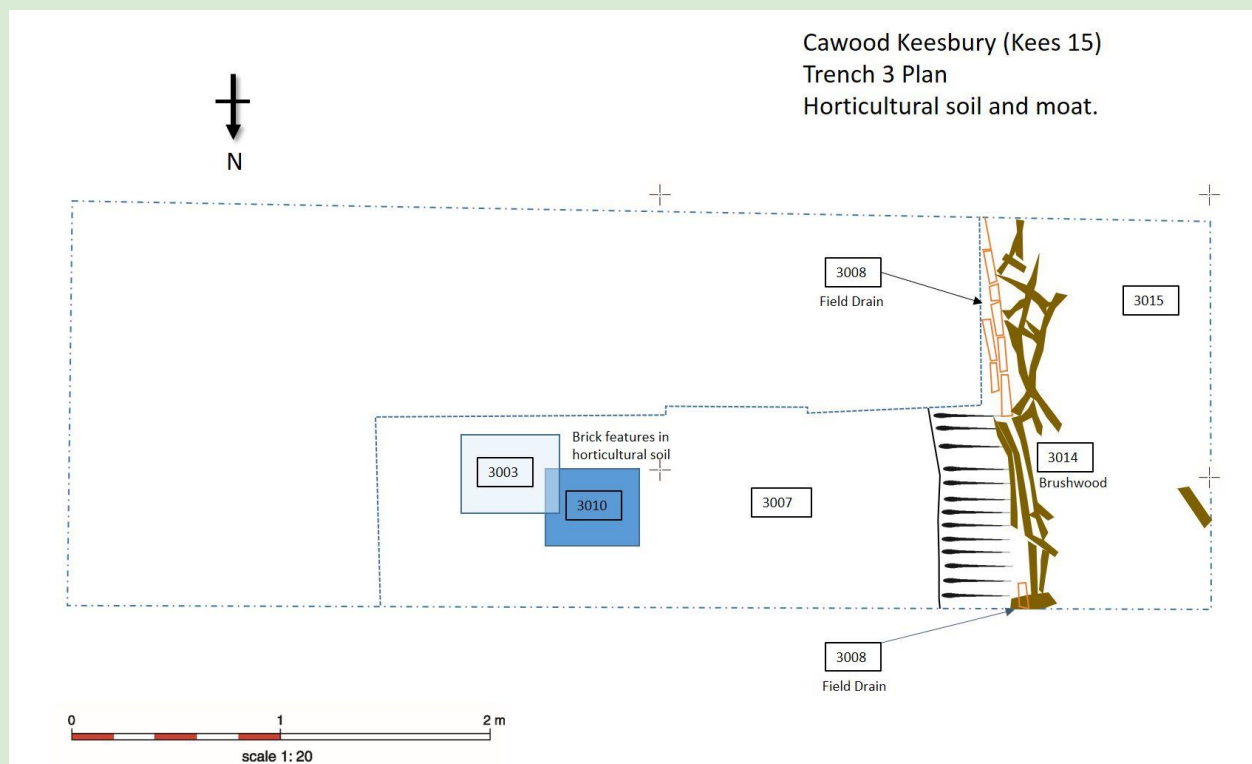 Cawood Keesbury (Kees 15)
Trench 3 Plan
Horticultural soil and moat.
N
3008
Field Drain
3015
Brick features in
horticultural soil
3003
3010
3007
3014
Brushwood
3008
Field Drain
0 1 2 m
scale 1: 20